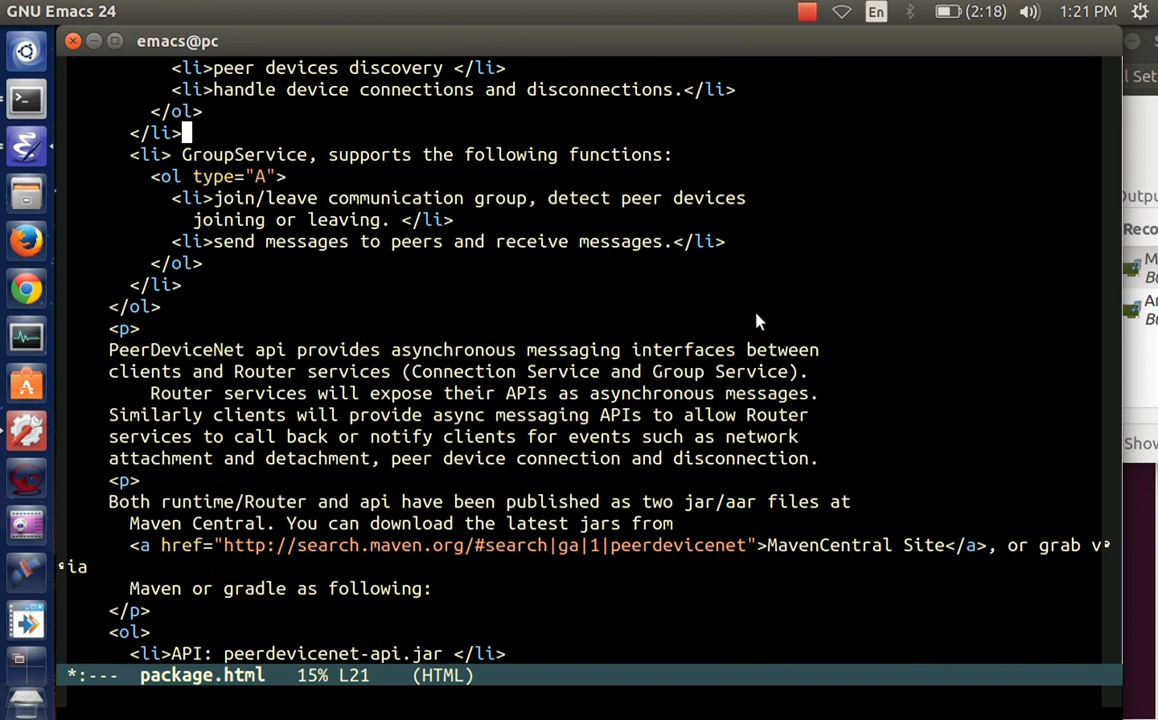 GNU Emacs 24
En
(2:18)
1:21 PM
emacs@pc
<li>peer devices discovery </li>
<li>handle device connections and disconnections.</li>
</ol>
</li>
<li> GroupService, supports the following functions:
<ol type="A">
<li>join/leave communication group, detect peer devices
joining or leaving. </li>
<li>send messages to peers and receive messages.</li>
</ol>
</li>
</ol>
<p>
PeerDeviceNet api provides asynchronous messaging interfaces between
clients and Router services (Connection Service and Group Service).
Router services will expose their APIs as asynchronous messages.
Similarly clients will provide async messaging APIs to allow Router
services to call back or notify clients for events such as network
attachment and detachment, peer device connection and disconnection.
<p>
Both runtime/Router and api have been published as two jar/aar files at
Maven Central. You can download the latest jars from
<a href="http://search.maven.org/#search|ga|1|peerdevicenet">MavenCentral Site</a>, or grab v
ia
Maven or gradle as following:
</p>
<ol>
<li>API: peerdevicenet-api.jar </li>
*:--- package.html 15% L21 (HTML)
l Set
Outpu
Reco
M
Bu
Ar
Bu
Show